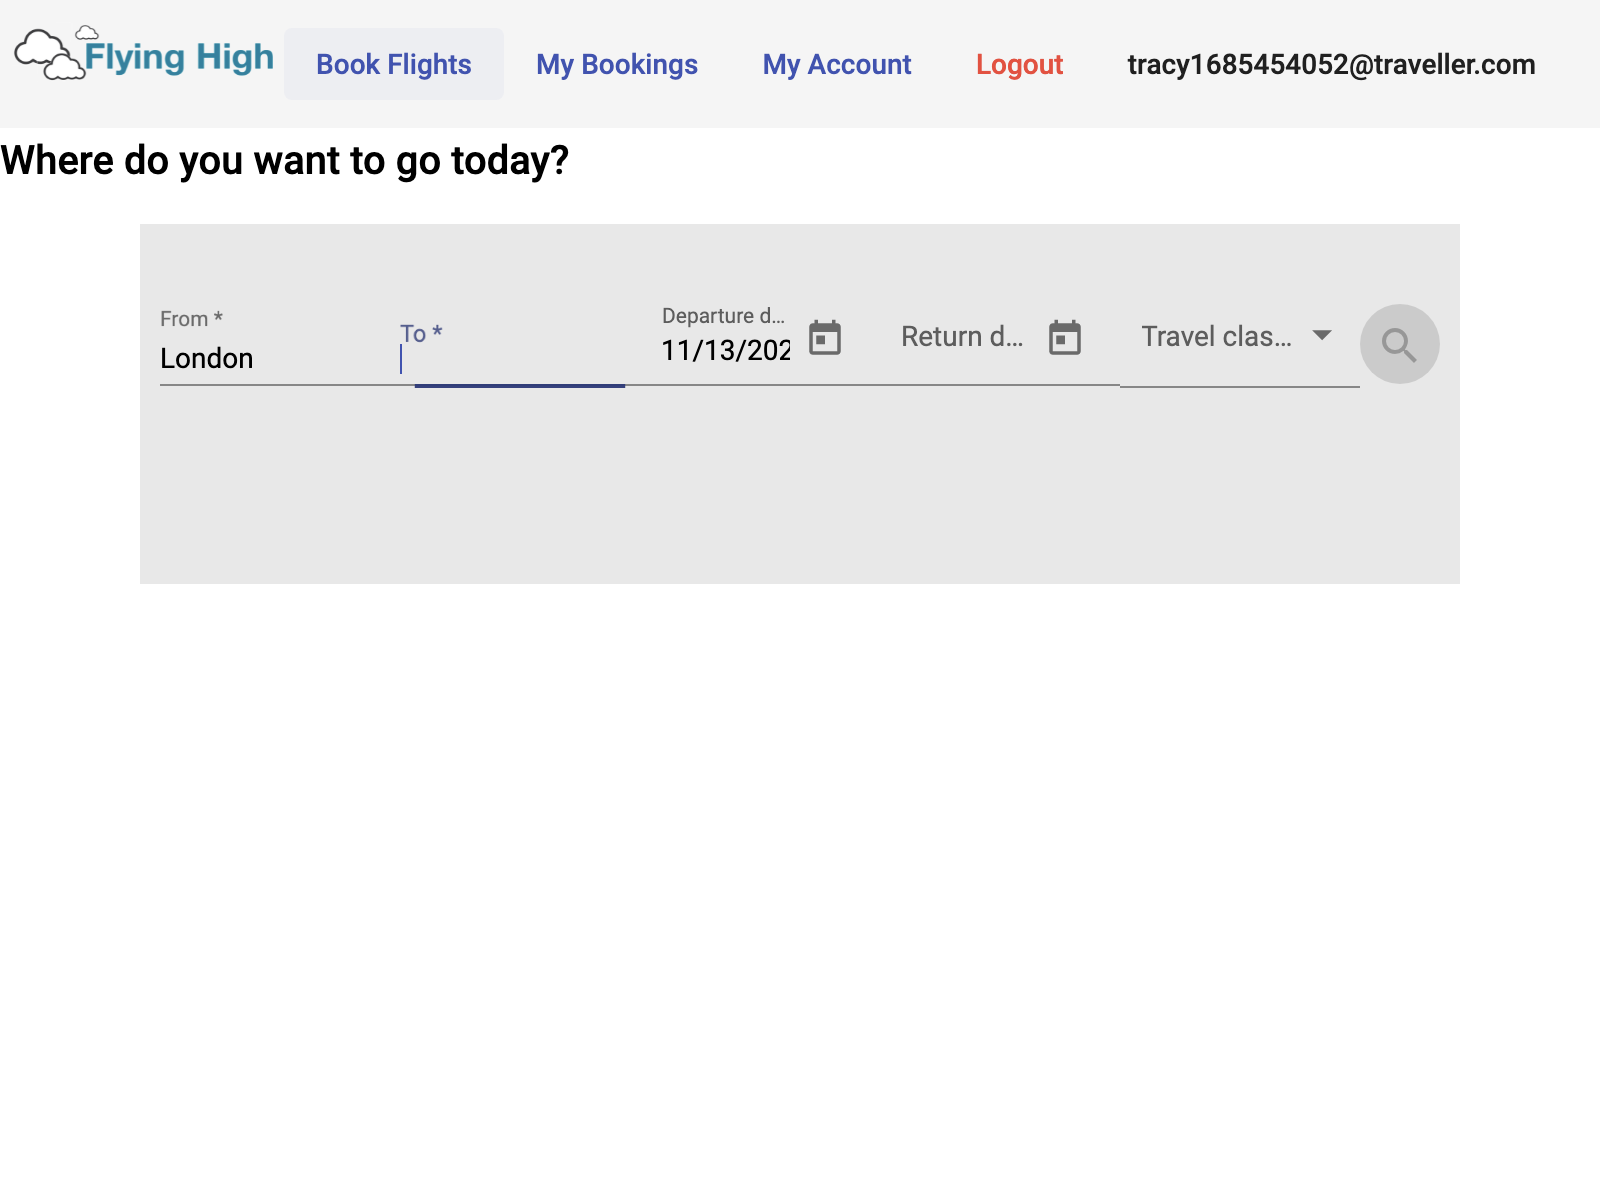 Flying High
Book Flights
My Bookings
My Account
Logout
tracy1685454052@traveller.com
Where do you want to go today?
From *
London
To *
Departure d...
11/13/202
Return d...
Travel clas...